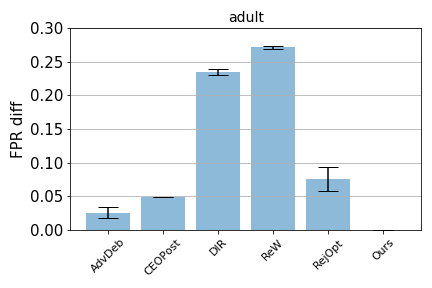 adult
0.30
0.25
0.20
0.15
0.10
0.05
0.00
FPR diff
AdvDeb
CEOPost
DIR
ReW
RejOpt
Ours